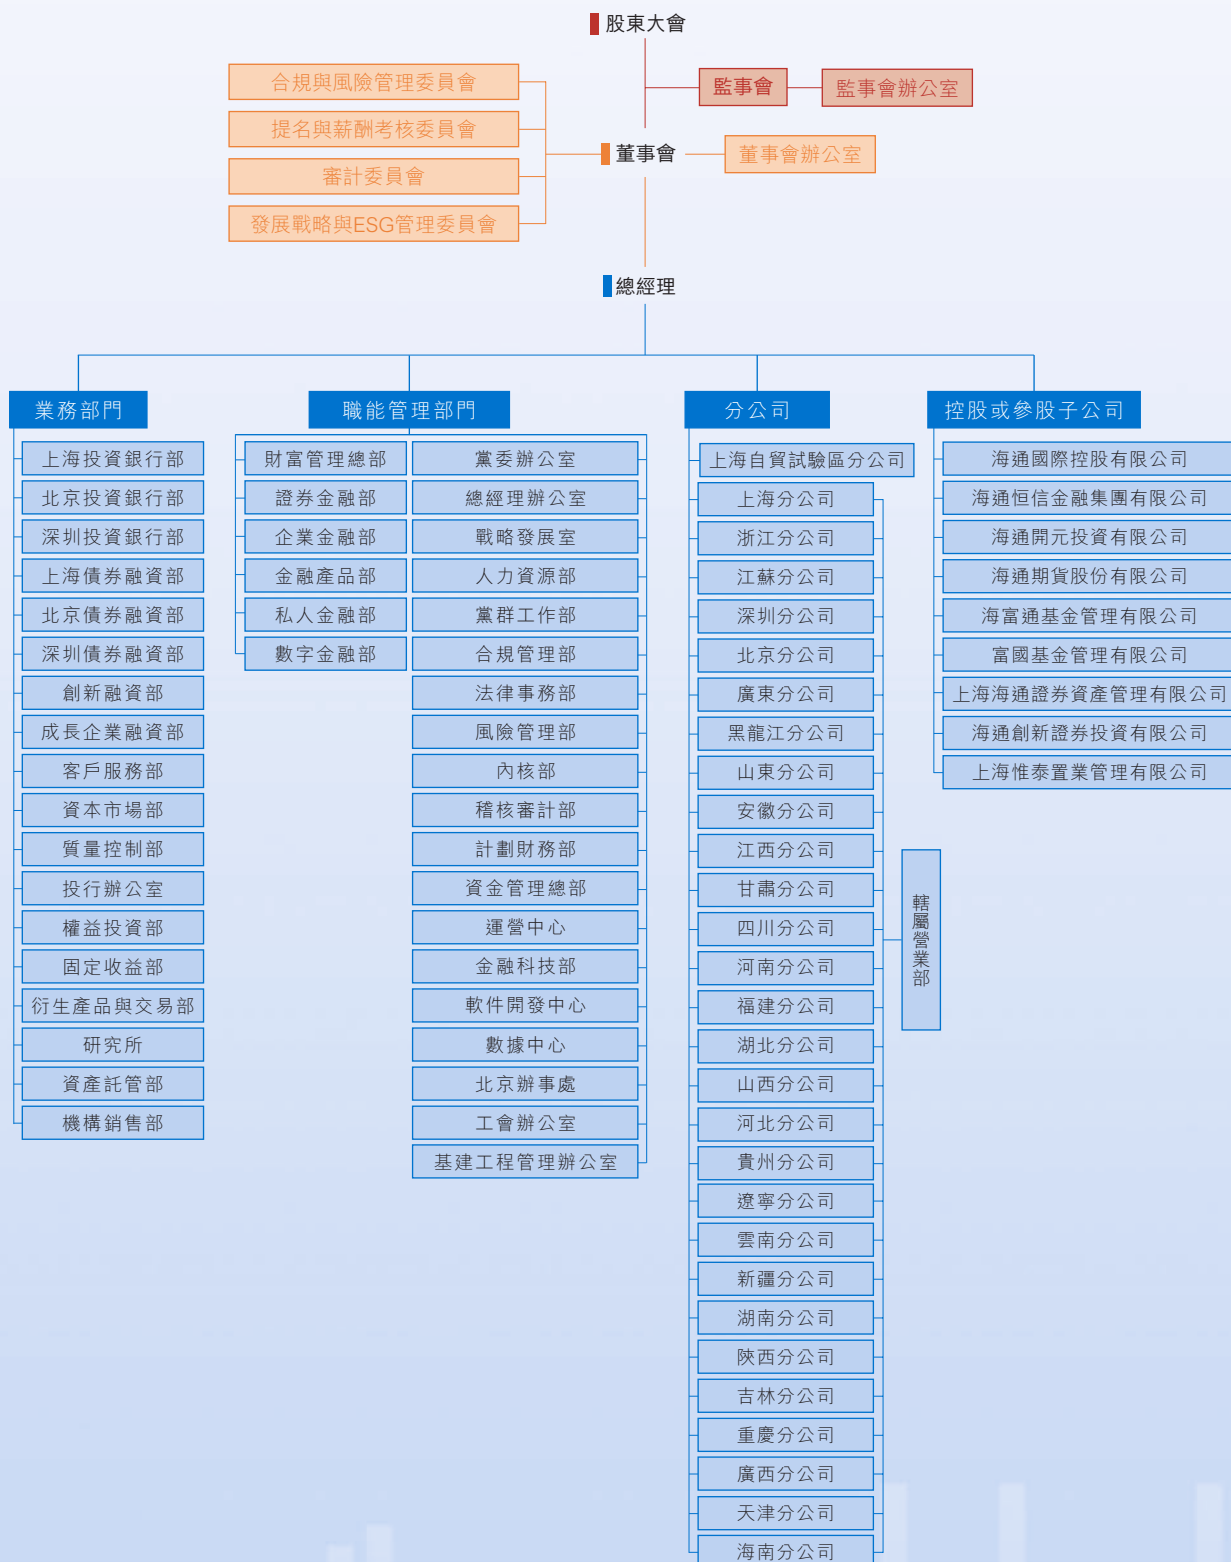 股東大會
監事會
監事會辦公室
合規與風險管理委員會
提名與薪酬考核委員會
審計委員會
發展戰略與ESG管理委員會
董事會
董事會辦公室
總經理
業務部門
上海投資銀行部
北京投資銀行部
深圳投資銀行部
上海債券融資部
北京債券融資部
深圳債券融資部
創新融資部
成長企業融資部
客戶服務部
資本市場部
質量控制部
投行辦公室
權益投資部
固定收益部
衍生產品與交易部
研究所
資產託管部
機構銷售部
職能管理部門
財富管理總部
證券金融部
企業金融部
金融產品部
私人金融部
數字金融部
黨委辦公室
總經理辦公室
戰略發展室
人力資源部
黨群工作部
合規管理部
法律事務部
風險管理部
內核部
稽核審計部
計劃財務部
資金管理總部
運營中心
金融科技部
軟件開發中心
數據中心
北京辦事處
工會辦公室
基建工程管理辦公室
分公司
上海自貿試驗區分公司
上海分公司
浙江分公司
江蘇分公司
深圳分公司
北京分公司
廣東分公司
黑龍江分公司
山東分公司
安徽分公司
江西分公司
甘肅分公司
四川分公司
河南分公司
福建分公司
湖北分公司
山西分公司
河北分公司
貴州分公司
遼寧分公司
雲南分公司
新疆分公司
湖南分公司
陝西分公司
吉林分公司
重慶分公司
廣西分公司
天津分公司
海南分公司
轄屬營業部
控股或參股子公司
海通國際控股有限公司
海通恒信金融集團有限公司
海通開元投資有限公司
海通期貨股份有限公司
海富通基金管理有限公司
富國基金管理有限公司
上海海通證券資產管理有限公司
海通創新證券投資有限公司
上海惟泰置業管理有限公司